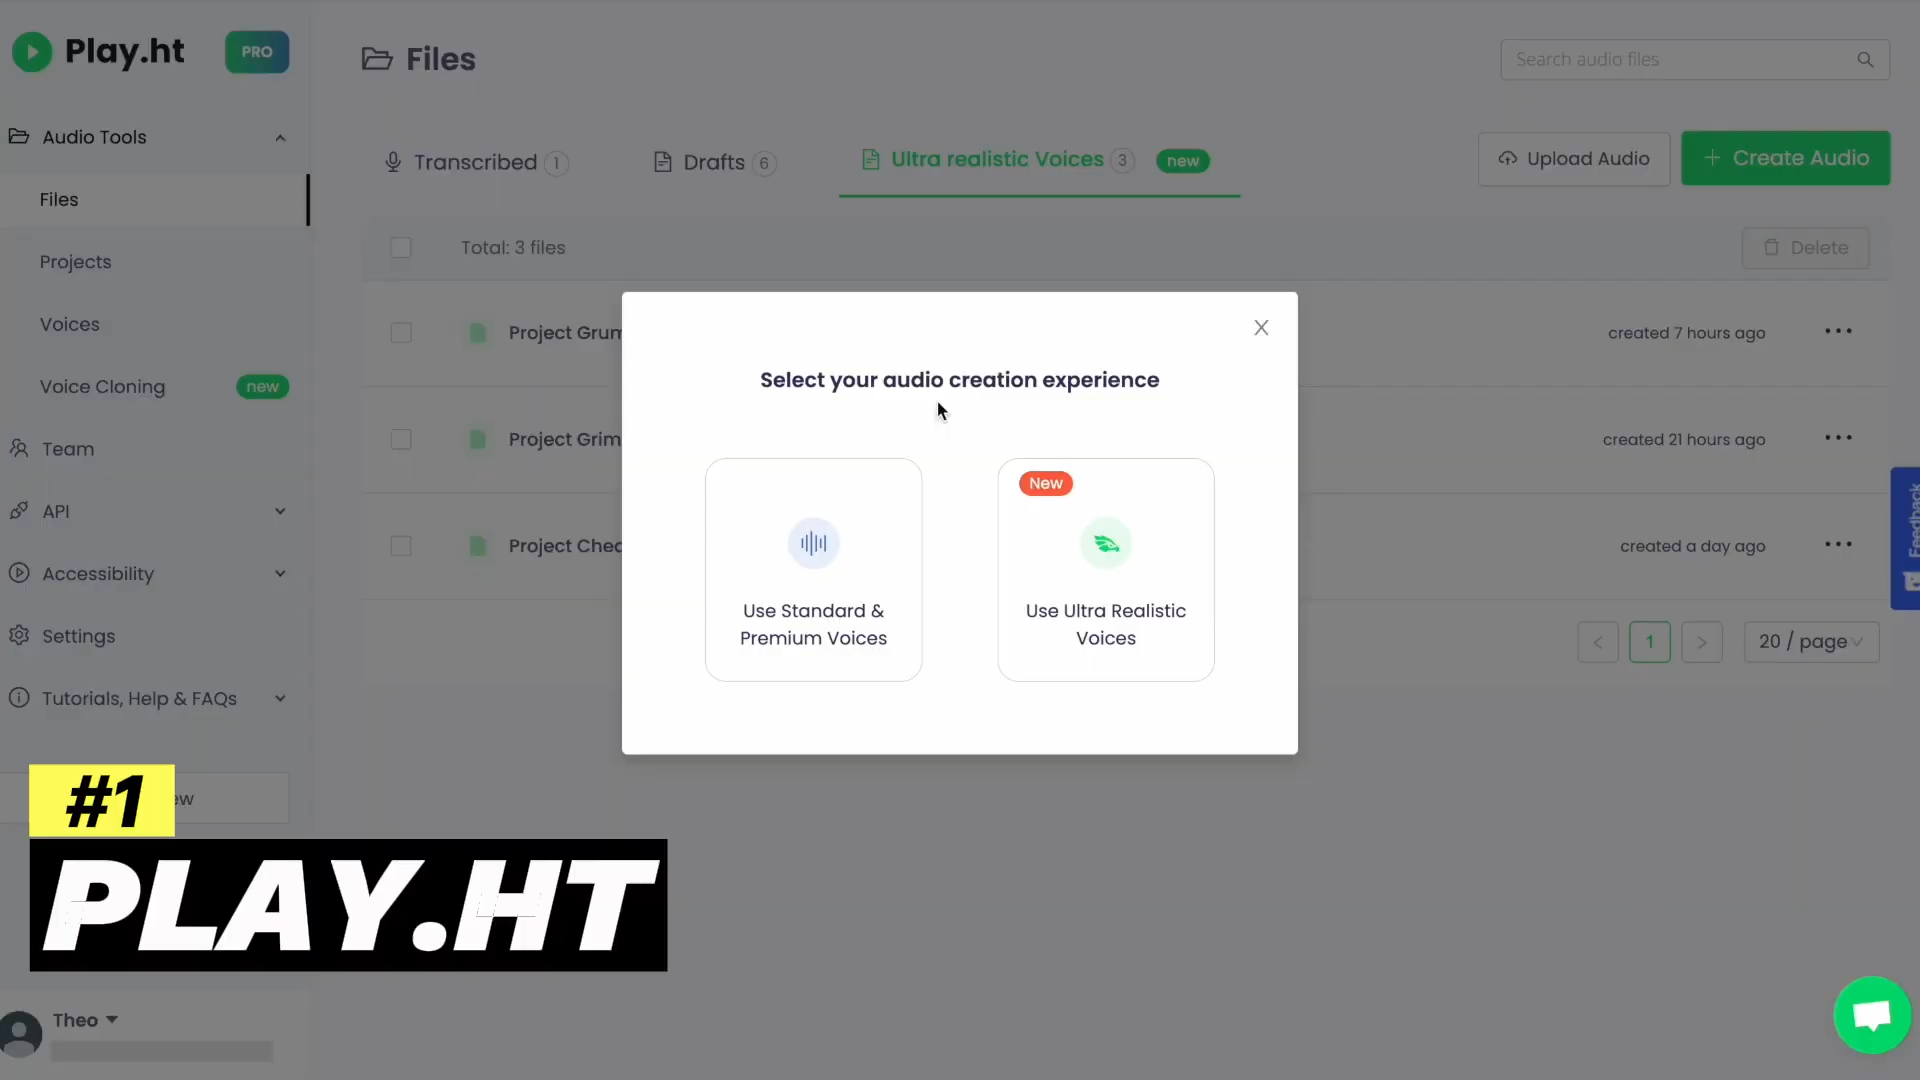 Play.ht
PRO
Files
Search audio files
Audio Tools
Files
Projects
Voices
Voice Cloning new
Team
API
Accessibility
Settings
Tutorials, Help & FAQs
Transcribed 1
Drafts 6
Ultra realistic Voices 3 new
Upload Audio
+ Create Audio
Total: 3 files
Delete
Project Grum
created 7 hours ago
Project Grim
created 21 hours ago
Project Chec
created a day ago
< 1 > 20 / page
Select your audio creation experience
X
Use Standard &
Premium Voices
New
Use Ultra Realistic
Voices
Feedback
#1
ew
PLAY.HT
Theo